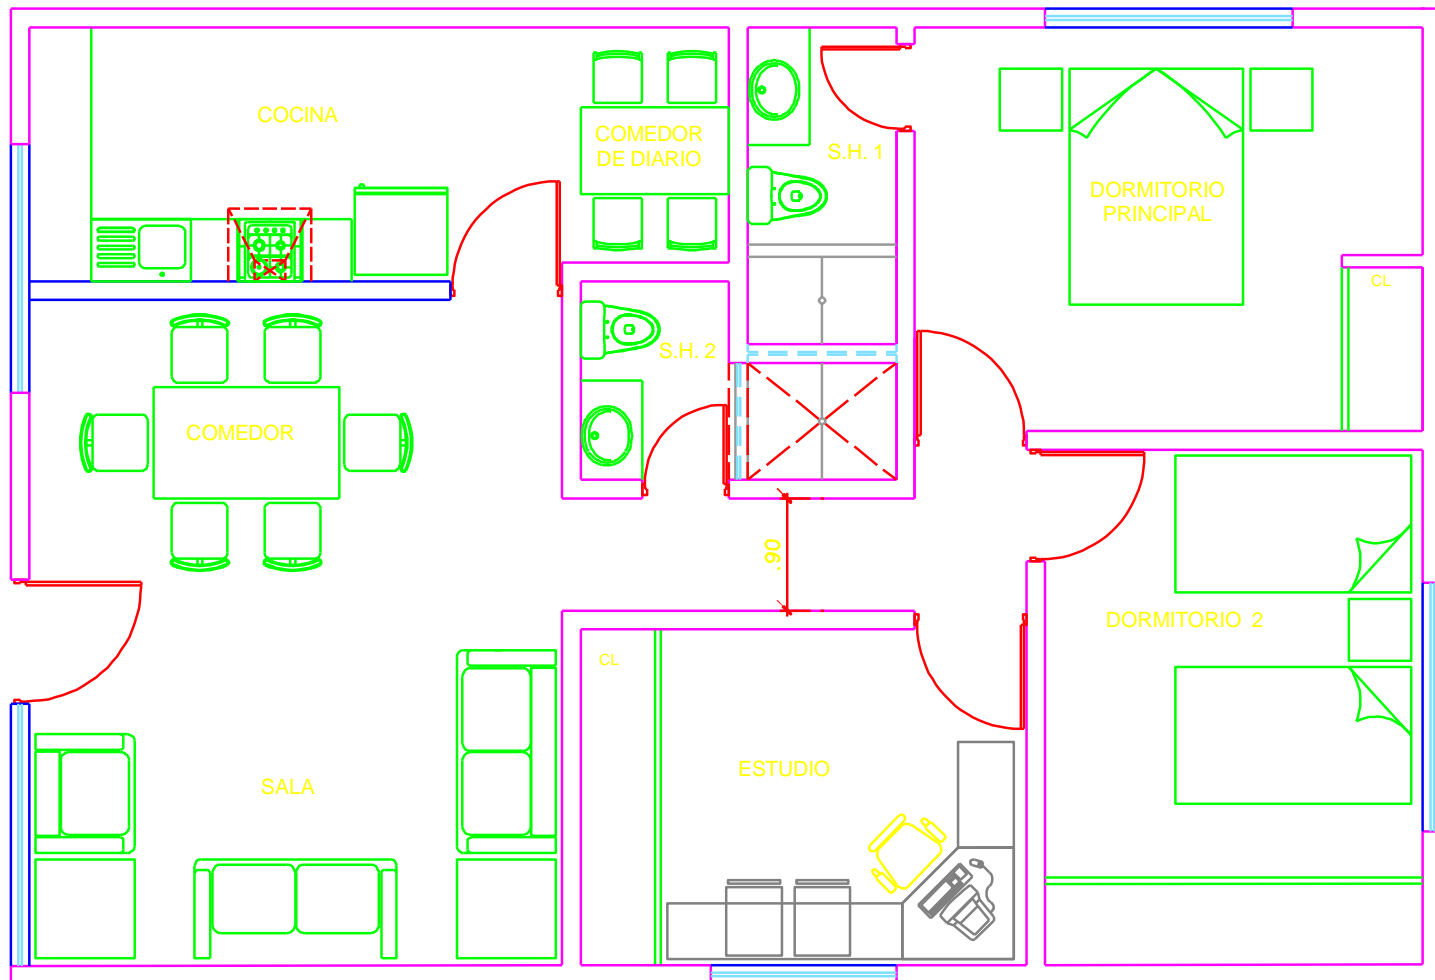 COCINA
COMEDOR
DE DIARIO
S.H. 1
DORMITORIO
PRINCIPAL
CL
S.H. 2
COMEDOR
.90
DORMITORIO 2
CL
SALA
ESTUDIO